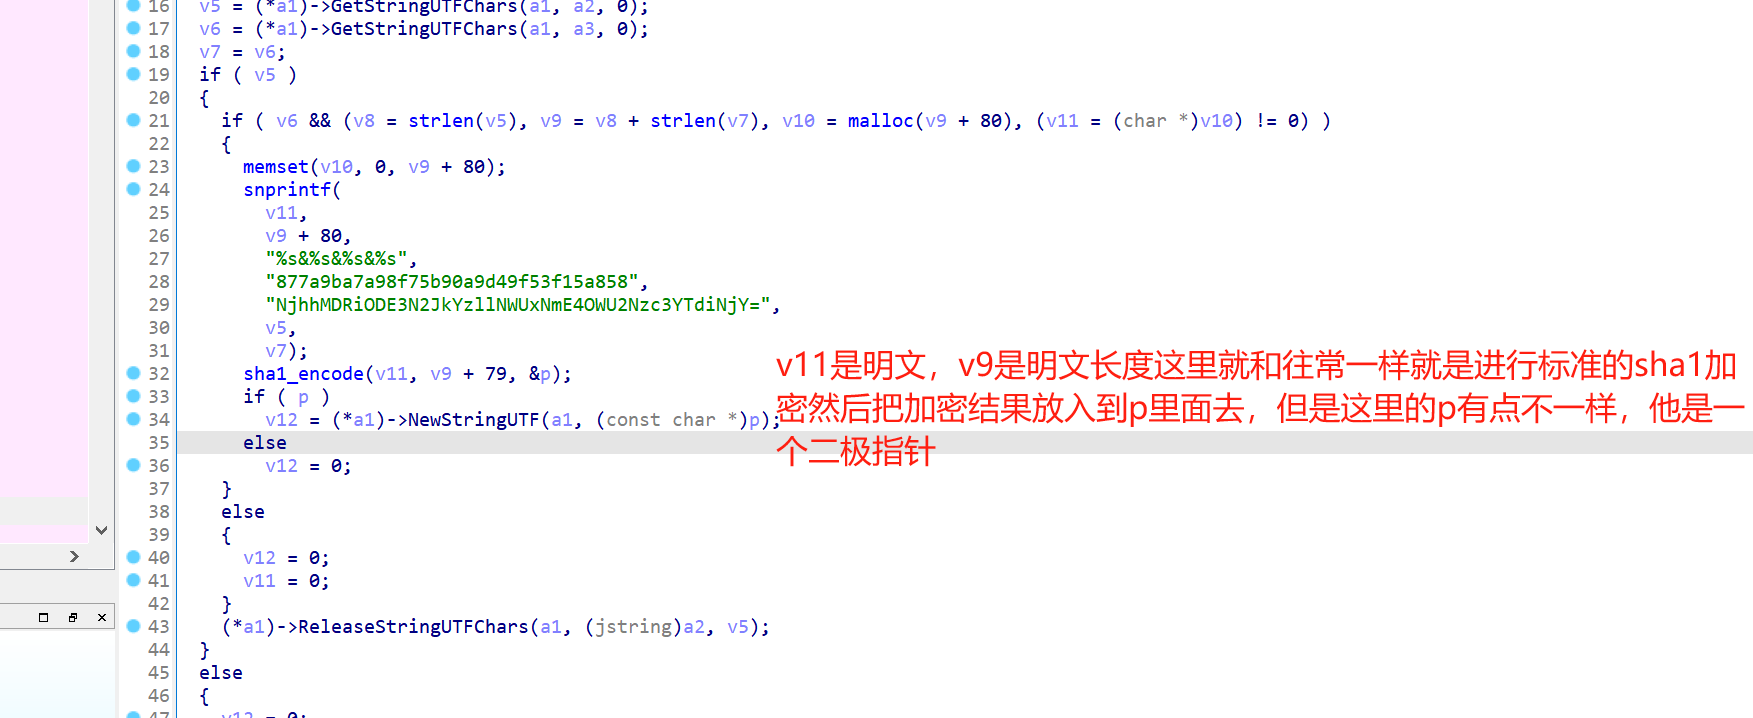 16 v5 = (*a1)->GetStringUTFChars(a1, a2, 0);
17 v6 = (*a1)->GetStringUTFChars(a1, a3, 0);
18 v7 = v6;
19 if ( v5 )
20 {
21 if ( v6 && (v8 = strlen(v5), v9 = v8 + strlen(v7), v10 = malloc(v9 + 80), (v11 = (char *)v10) != 0) )
22 {
23 memset(v10, 0, v9 + 80);
24 snprintf(
25 v11,
26 v9 + 80,
27 "%s&%s&%s&%s",
28 "877a9ba7a98f75b90a9d49f53f15a858",
29 "NjhhMDRiODE3N2JkYzllNWUxNmE4OWU2Nzc3YTdiNjY=",
30 v5,
31 v7);
32 sha1_encode(v11, v9 + 79, &p);
33 if ( p )
34 v12 = (*a1)->NewStringUTF(a1, (const char *)p);
35 else
36 v12 = 0;
37 }
38 else
39 {
40 v12 = 0;
41 v11 = 0;
42 }
43 (*a1)->ReleaseStringUTFChars(a1, (jstring)a2, v5);
44 }
45 else
46 {
47 v12 = 0;
v11是明文，v9是明文长度这里就和往常一样就是进行标准的sha1加
密然后把加密结果放入到p里面去，但是这里的p有点不一样，他是一
个二极指针